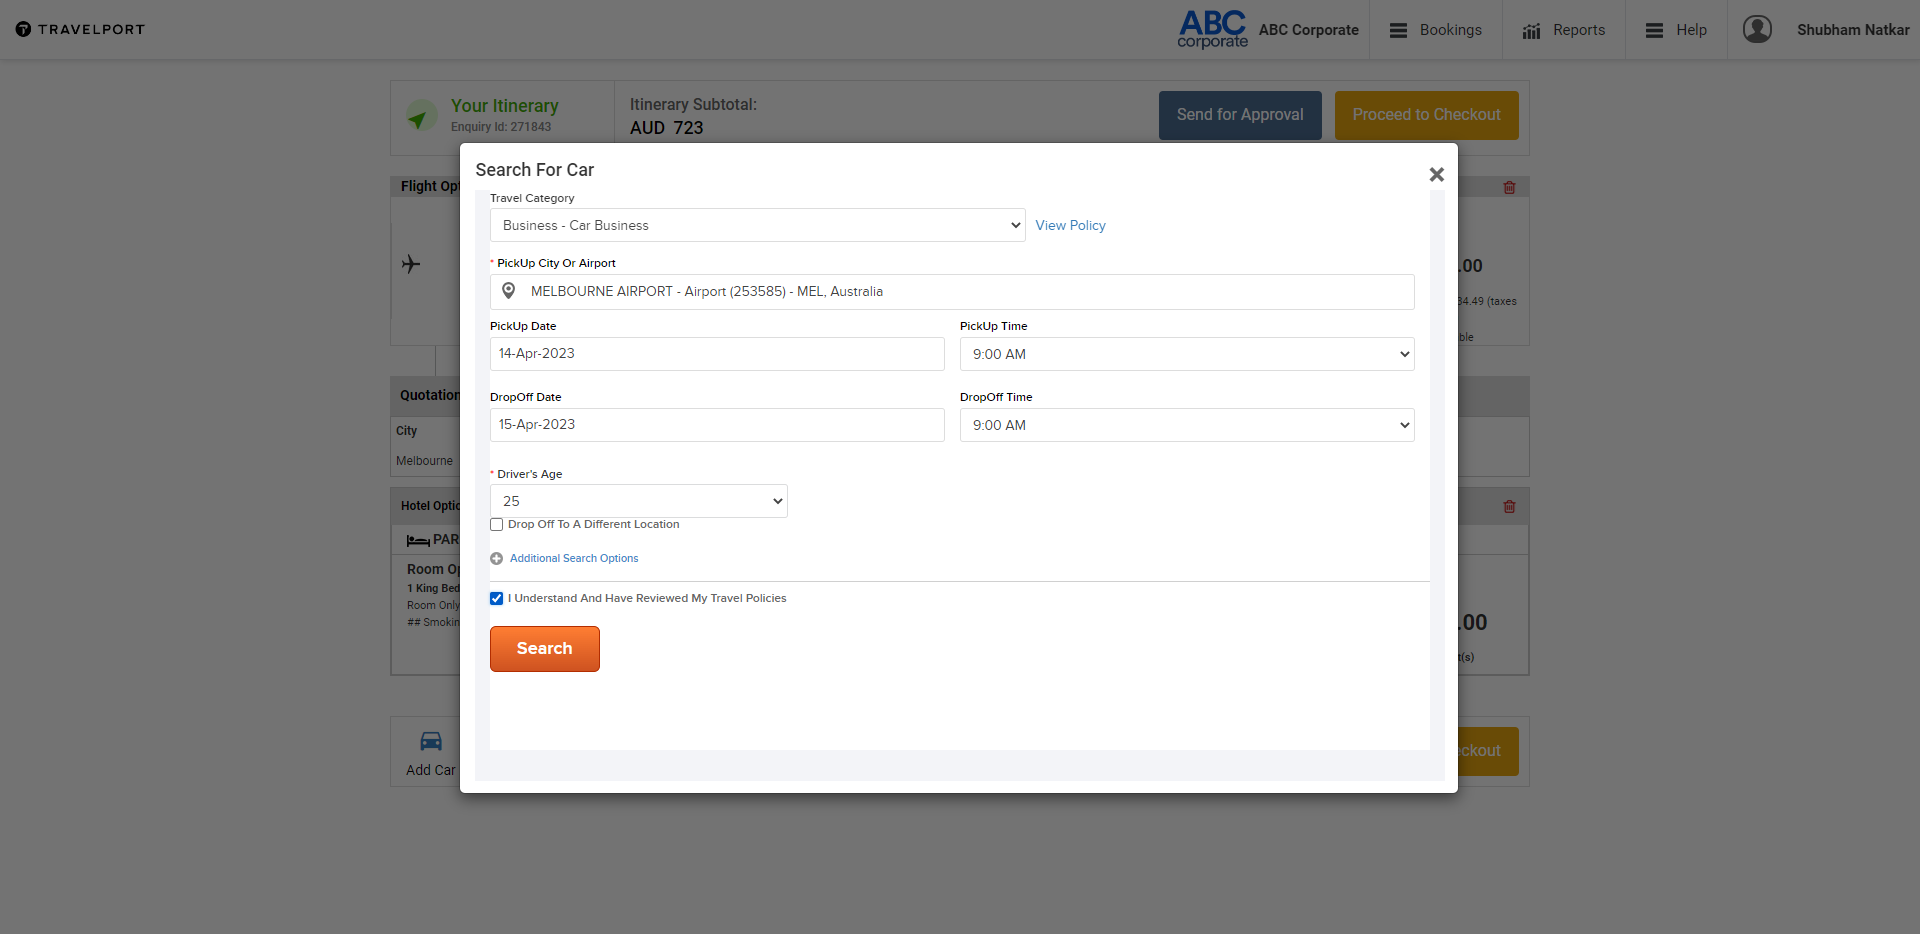 TRAVELPORT
ABC
corporate
ABC Corporate
Bookings
Reports
Help
Shubham Natkar
Your Itinerary
Enquiry Id: 271843
Itinerary Subtotal:
AUD 723
Send for Approval
Proceed to Checkout
Flight Op
.00
34.49 (taxes
ble
Quotation
City
Melbourne
Hotel Optio
PAR
Room Op
1 King Bed
Room Only
## Smokin
.00
t(s)
Add Car
eckout
Search For Car
Travel Category
Business - Car Business
View Policy
* PickUp City Or Airport
MELBOURNE AIRPORT - Airport (253585) - MEL, Australia
PickUp Date
PickUp Time
14-Apr-2023
9:00 AM
DropOff Date
DropOff Time
15-Apr-2023
9:00 AM
* Driver's Age
25
Drop Off To A Different Location
Additional Search Options
I Understand And Have Reviewed My Travel Policies
Search